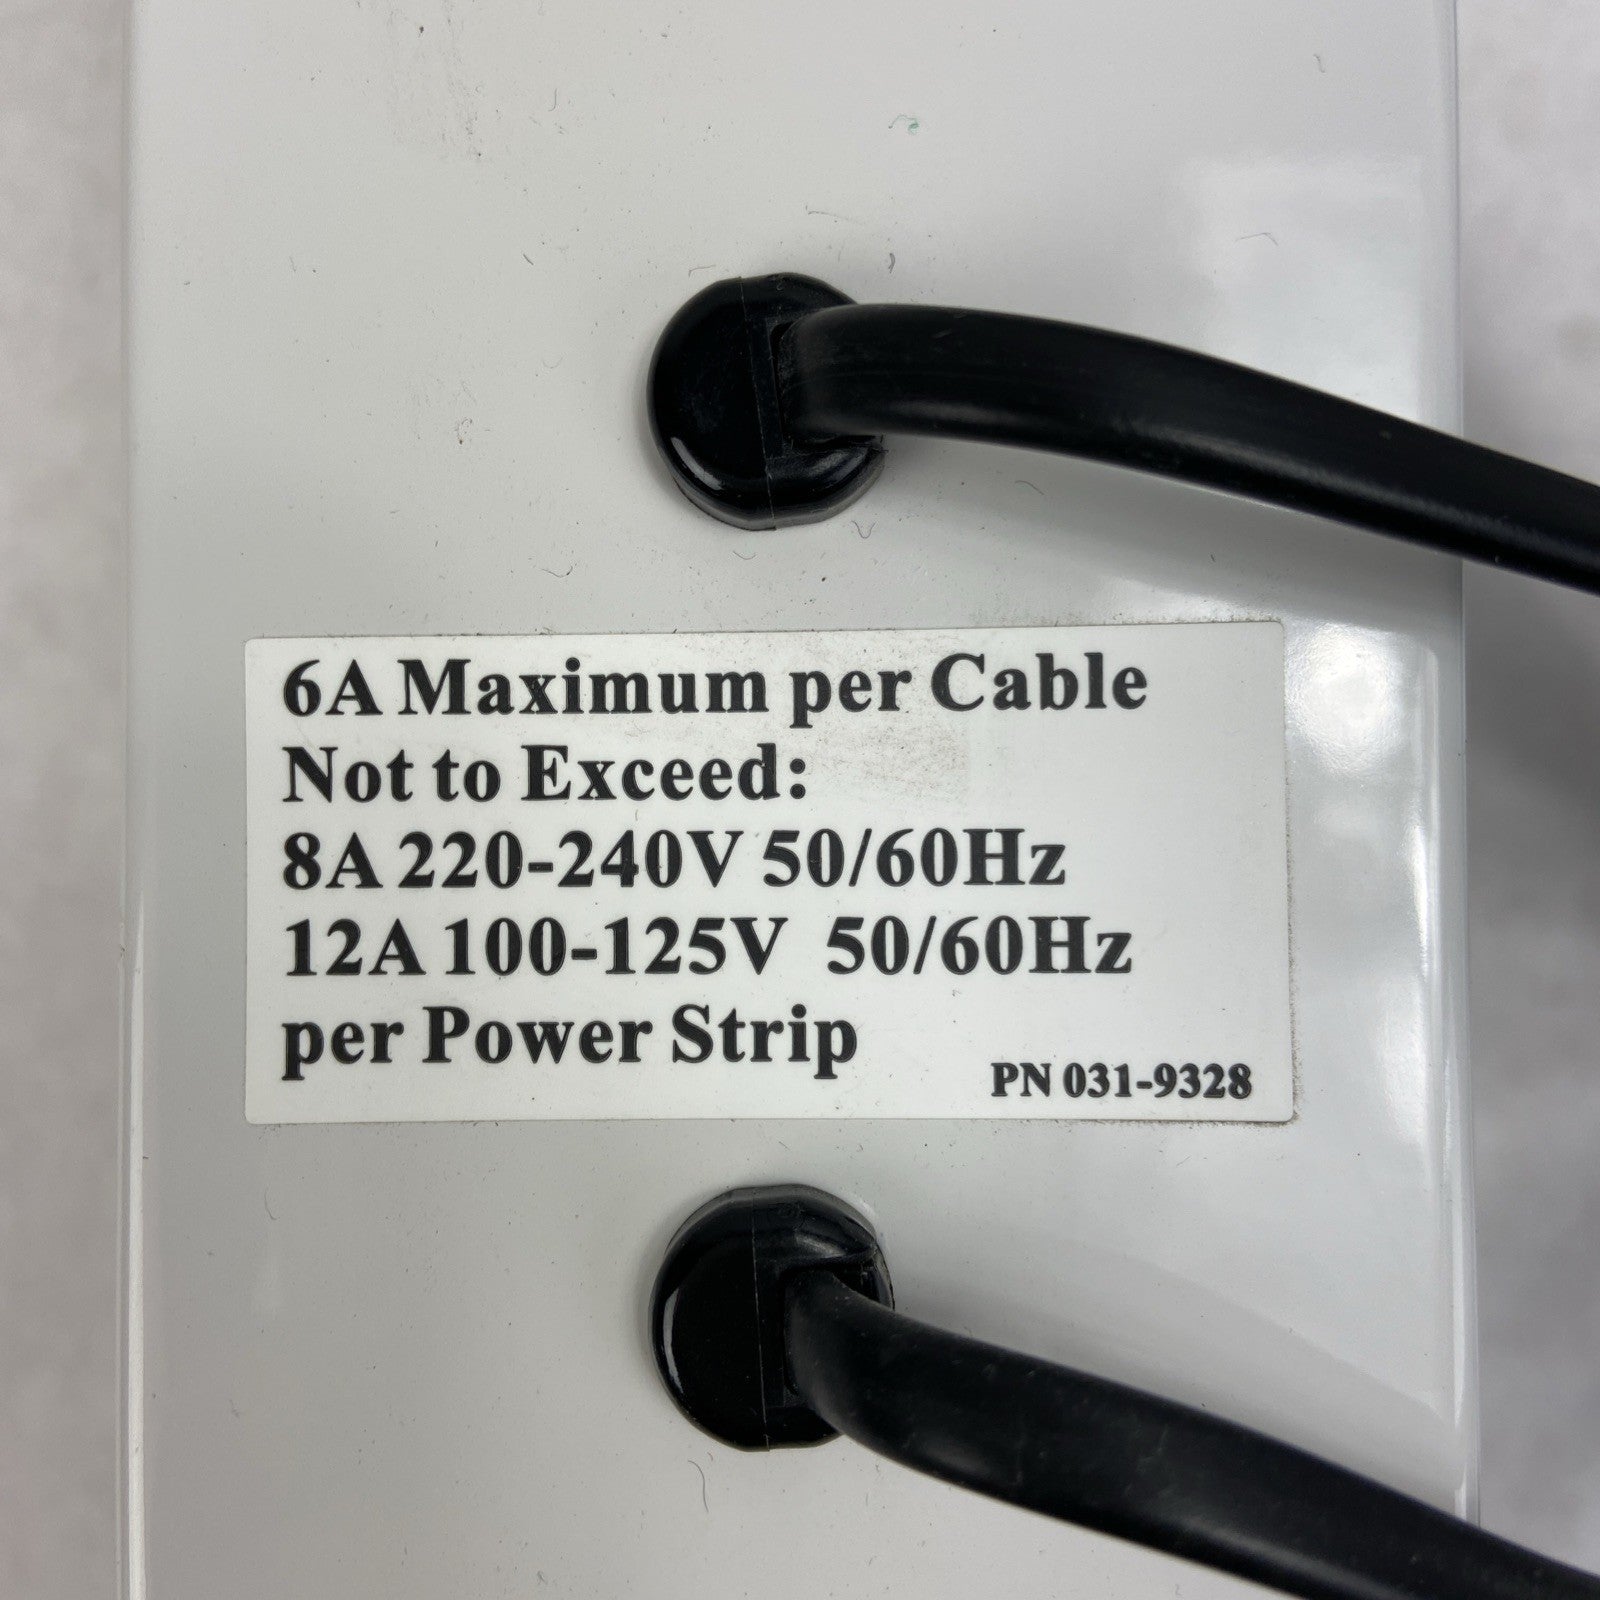 6A Maximum per Cable
Not to Exceed:
8A 220-240V 50/60Hz
12A 100-125V 50/60Hz
per Power Strip
PN 031-9328